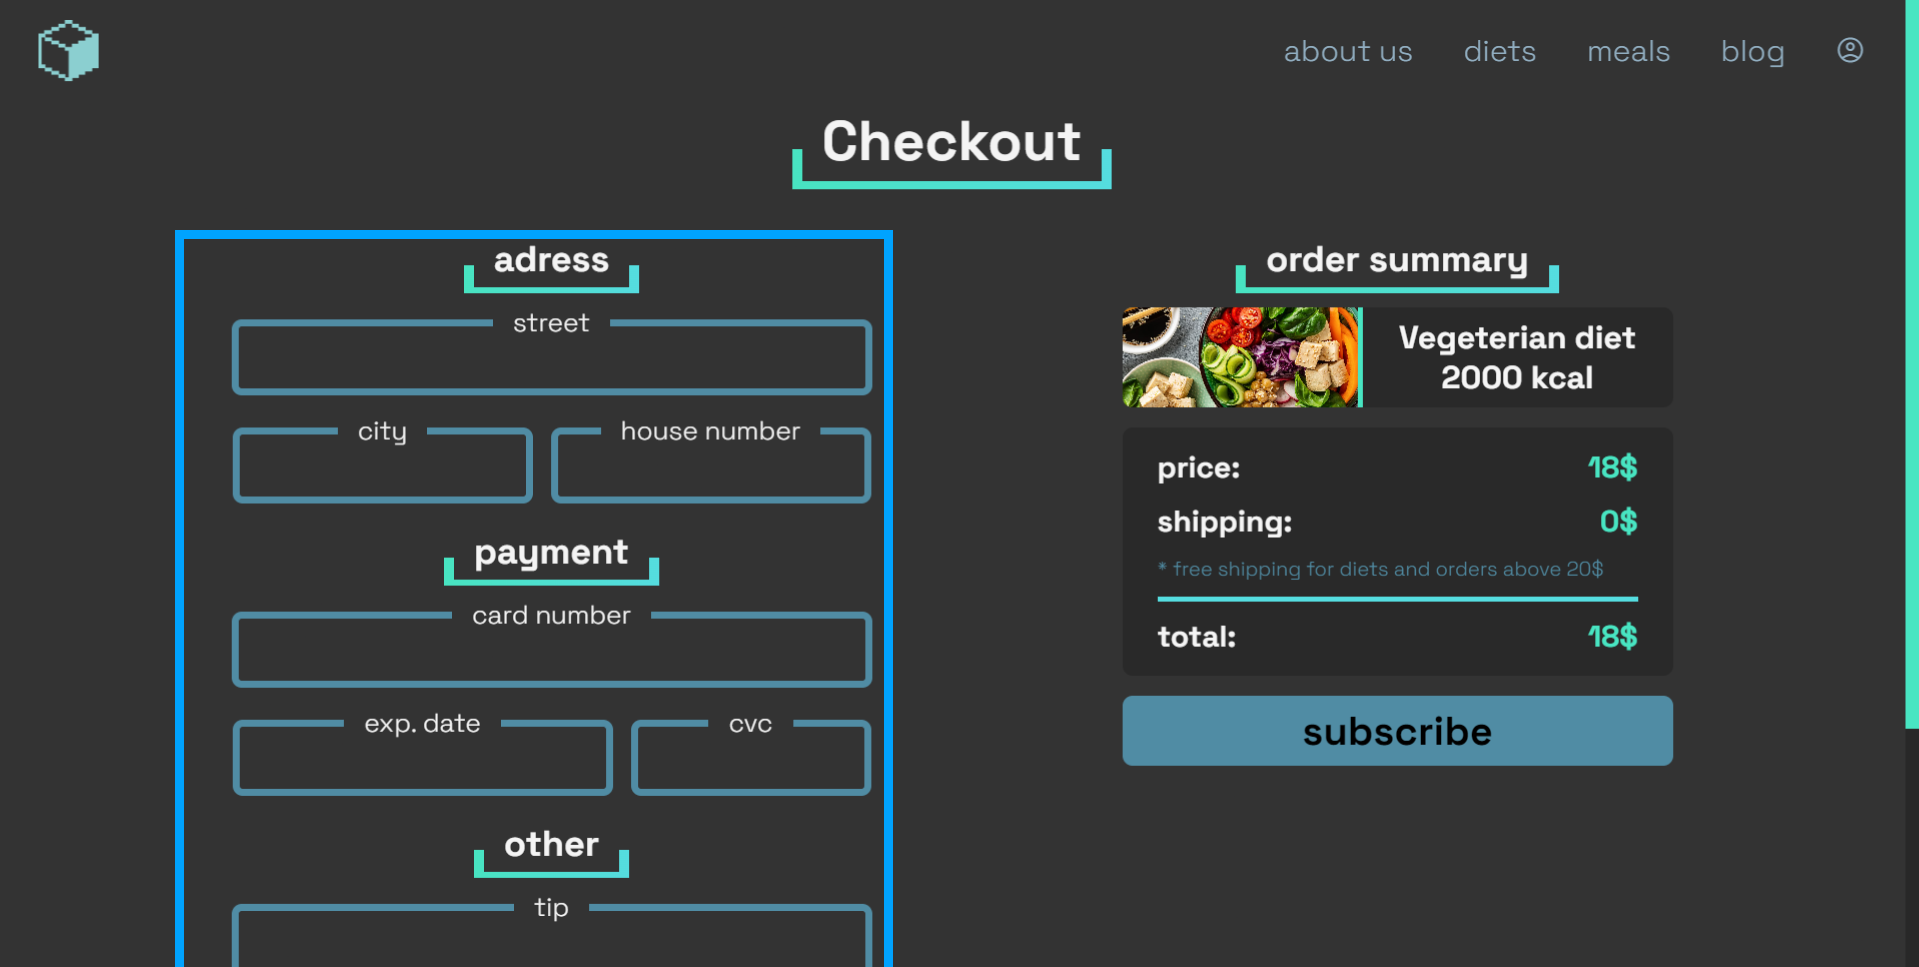 about us
diets
meals
blog
Checkout
adress
street
city
house number
payment
card number
exp. date
cvc
other
tip
order summary
Vegeterian diet
2000 kcal
price:
18$
shipping:
0$
* free shipping for diets and orders above 20$
total:
18$
subscribe